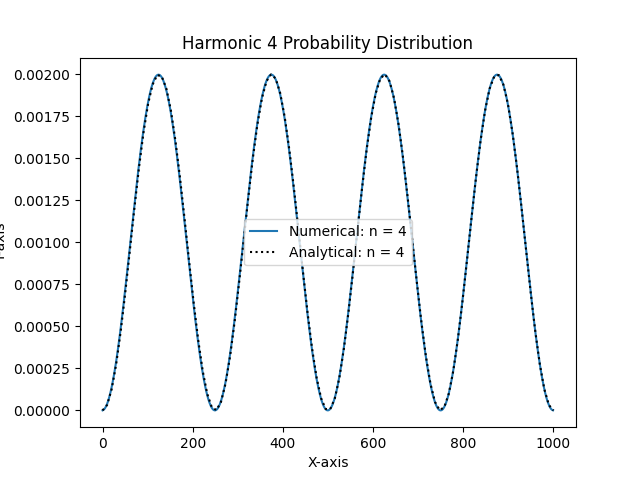 Harmonic 4 Probability Distribution
0.00200
0.00175
0.00150
0.00125
0.00100
0.00075
0.00050
0.00025
0.00000
Numerical: n = 4
Analytical: n = 4
0 200 400 600 800 1000
X-axis